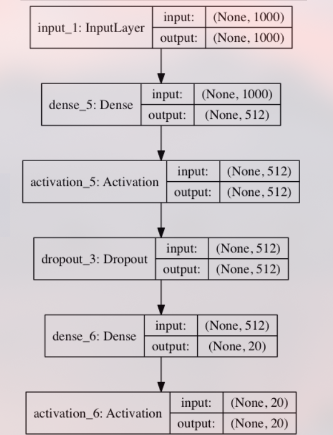 input_1: InputLayer input: (None, 1000)
output: (None, 1000)
dense_5: Dense input: (None, 1000)
output: (None, 512)
activation_5: Activation input: (None, 512)
output: (None, 512)
dropout_3: Dropout input: (None, 512)
output: (None, 512)
dense_6: Dense input: (None, 512)
output: (None, 20)
activation_6: Activation input: (None, 20)
output: (None, 20)